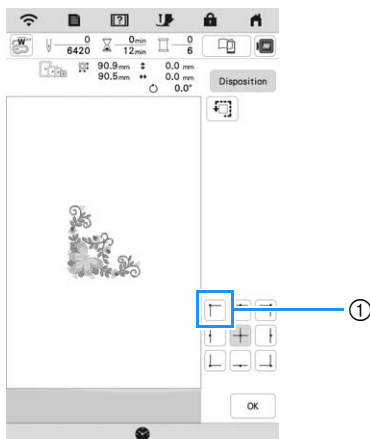 W
?
0
6420
0min
12min
0
6
90.9mm
0.0 mm
90.5mm
0.0 mm
0.0°
Disposition
①
OK